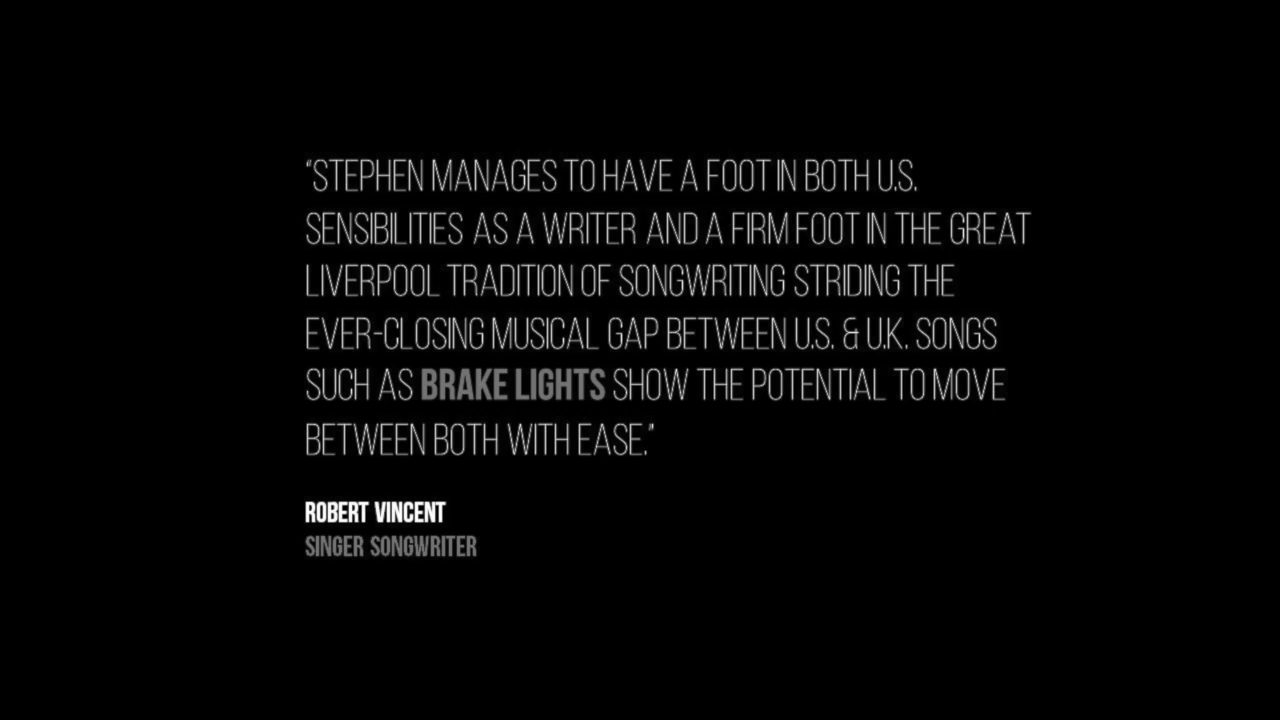 “STEPHEN MANAGES TO HAVE A FOOT IN BOTH U.S.
SENSIBILITIES AS A WRITER AND A FIRM FOOT IN THE GREAT
LIVERPOOL TRADITION OF SONGWRITING STRIDING THE
EVER-CLOSING MUSICAL GAP BETWEEN U.S. & U.K. SONGS
SUCH AS BRAKE LIGHTS SHOW THE POTENTIAL TO MOVE
BETWEEN BOTH WITH EASE.”
ROBERT VINCENT
SINGER SONGWRITER